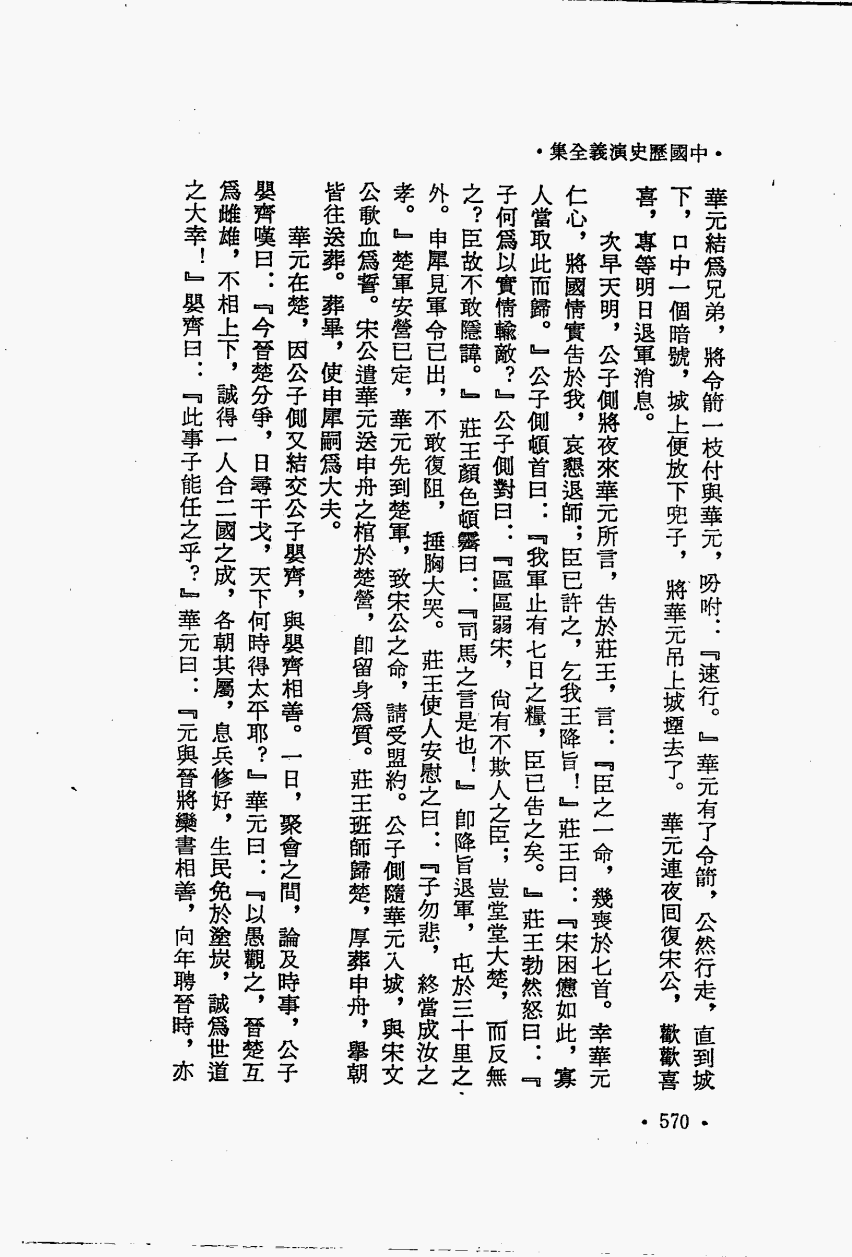 ·中國歷史演義全集·
華元結爲兄弟，將令箭一枝付與華元，吩咐：『速行。』華元有了令箭，公然行走，直到城
下，口中一個暗號，城上便放下兜子，將華元吊上城堙去了。華元連夜回復宋公，歡歡喜
喜，專等明日退軍消息。
次早天明，公子側將夜來華元所言，告於莊王，言：『臣之一命，幾喪於匕首。幸華元
仁心，將國情實告於我，哀懇退師；臣已許之，乞我王降旨！』莊王曰：『宋困憊如此，寡
人當取此而歸。』公子側頓首曰：『我軍止有七日之糧，臣已告之矣。』莊王勃然怒曰：『
子何爲以實情輸敵？』公子側對曰：『區區弱宋，尚有不欺人之臣；豈堂堂大楚，而反無
之？臣故不敢隱諱。』莊王顏色頓霽曰：『司馬之言是也！』卽降旨退軍，屯於三十里之
外。申犀見軍令已出，不敢復阻，捶胸大哭。莊王使人安慰之曰：『子勿悲，終當成汝之
孝。』楚軍安營已定，華元先到楚軍，致宋公之命，請受盟約。公子側隨華元入城，與宋文
公歃血爲誓。宋公遣華元送申舟之棺於楚營，卽留身爲質。莊王班師歸楚，厚葬申舟，舉朝
皆往送葬。葬畢，使申犀嗣爲大夫。
華元在楚，因公子側又結交公子嬰齊，與嬰齊相善。一日，聚會之間，論及時事，公子
嬰齊嘆曰：『今晉楚分爭，日尋干戈，天下何時得太平耶？』華元曰：『以愚觀之，晉楚互
爲雌雄，不相上下，誠得一人合二國之成，各朝其屬，息兵修好，生民免於塗炭，誠爲世道
之大幸！』嬰齊曰：『此事子能任之乎？』華元曰：『元與晉將欒書相善，向年聘晉時，亦
·570·